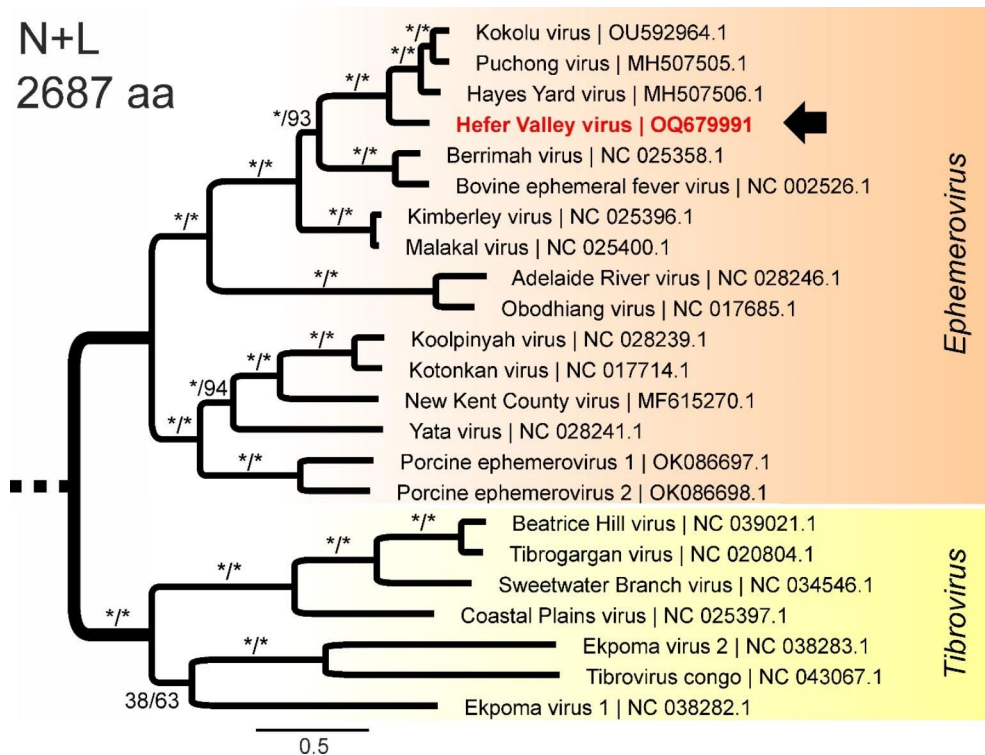 N+L
2687 aa
*/*
Kokolu virus | OU592964.1
*/*
Puchong virus | MH507505.1
*/*
Hayes Yard virus | MH507506.1
*/93
Hefer Valley virus | OQ679991
*/*
Berrimah virus | NC 025358.1
*/*
Bovine ephemeral fever virus | NC 002526.1
*/*
Kimberley virus | NC 025396.1
*/*
Malakal virus | NC 025400.1
*/*
Adelaide River virus | NC 028246.1
Obodhiang virus | NC 017685.1
*/*
Koolpinyah virus | NC 028239.1
*/*
Kotonkan virus | NC 017714.1
*/94
New Kent County virus | MF615270.1
*/*
Yata virus | NC 028241.1
*/*
Porcine ephemerovirus 1 | OK086697.1
Porcine ephemerovirus 2 | OK086698.1
Ephemerovirus
*/*
Beatrice Hill virus | NC 039021.1
*/*
Tibrogargan virus | NC 020804.1
*/*
Sweetwater Branch virus | NC 034546.1
Coastal Plains virus | NC 025397.1
*/*
*/*
Ekpoma virus 2 | NC 038283.1
Tibrovirus congo | NC 043067.1
38/63
Ekpoma virus 1 | NC 038282.1
Tibrovirus
0.5